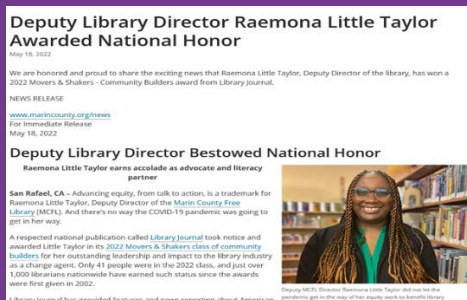 Deputy Library Director Raemona Little Taylor
Awarded National Honor
May 18, 2022
We are honored and proud to share the exciting news that Raemona Little Taylor, Deputy Director of the library, has won a
2022 Movers & Shakers - Community Builders award from Library Journal.
NEWS RELEASE
www.marincounty.org/news
For Immediate Release
May 18, 2022
Deputy Library Director Bestowed National Honor
Raemona Little Taylor earns accolade as advocate and literacy
partner
San Rafael, CA – Advancing equity, from talk to action, is a trademark for
Raemona Little Taylor, Deputy Director of the Marin County Free
Library (MCFL). And there's no way the COVID-19 pandemic was going to
get in her way.
A respected national publication called Library Journal took notice and
awarded Little Taylor in its 2022 Movers & Shakers class of community
builders for her outstanding leadership and impact to the library industry
as a change agent. Only 41 people were in the 2022 class, and just over
1,000 librarians nationwide have earned such status since the awards
were first given in 2002.
Library Journal has provided features and news reporting about American
Deputy MCFL Director Raemona Little Taylor did not let the
pandemic get in the way of her equity work to benefit library